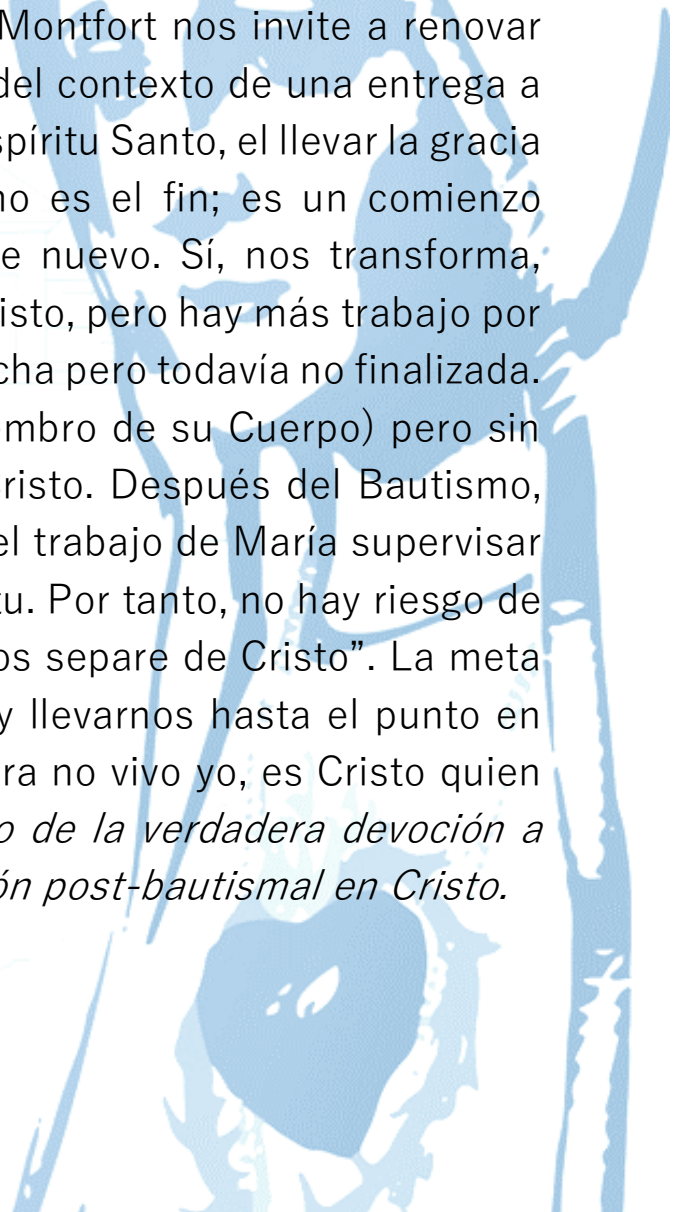 Montfort nos invite a renovar
del contexto de una entrega a
spíritu Santo, el llevar la gracia
no es el fin; es un comienzo
e nuevo. Sí, nos transforma,
isto, pero hay más trabajo por
cha pero todavía no finalizada.
mbro de su Cuerpo) pero sin
risto. Después del Bautismo,
el trabajo de María supervisar
tu. Por tanto, no hay riesgo de
os separe de Cristo”. La meta
y llevarnos hasta el punto en
ra no vivo yo, es Cristo quien
o de la verdadera devoción a
ón post-bautismal en Cristo.